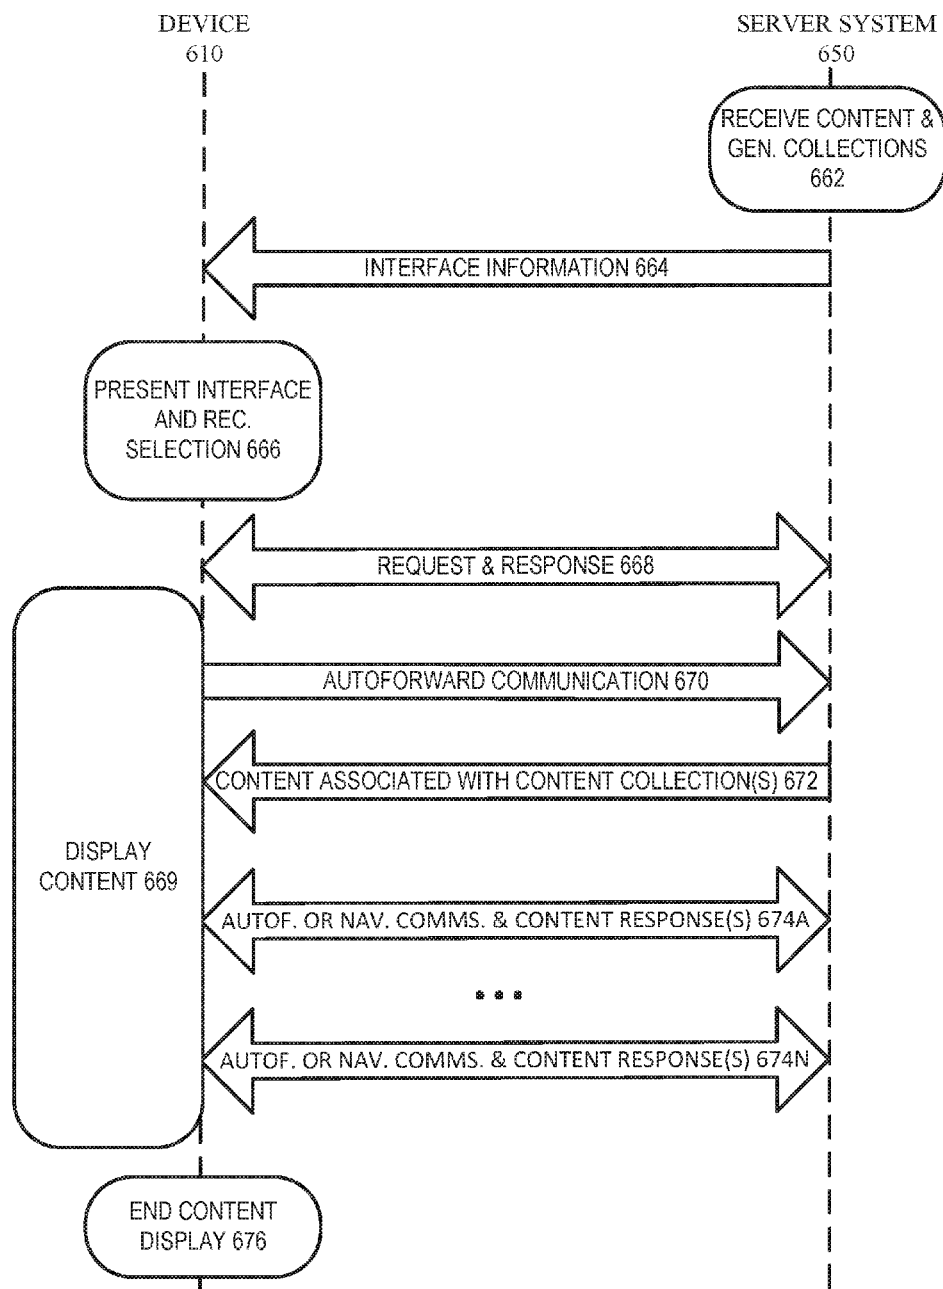 DEVICE
610
SERVER SYSTEM
650
RECEIVE CONTENT &
GEN. COLLECTIONS
662
INTERFACE INFORMATION 664
PRESENT INTERFACE
AND REC.
SELECTION 666
REQUEST & RESPONSE 668
AUTOFORWARD COMMUNICATION 670
CONTENT ASSOCIATED WITH CONTENT COLLECTION(S) 672
DISPLAY
CONTENT 669
AUTOF. OR NAV. COMMS. & CONTENT RESPONSE(S) 674A
...
AUTOF. OR NAV. COMMS. & CONTENT RESPONSE(S) 674N
END CONTENT
DISPLAY 676